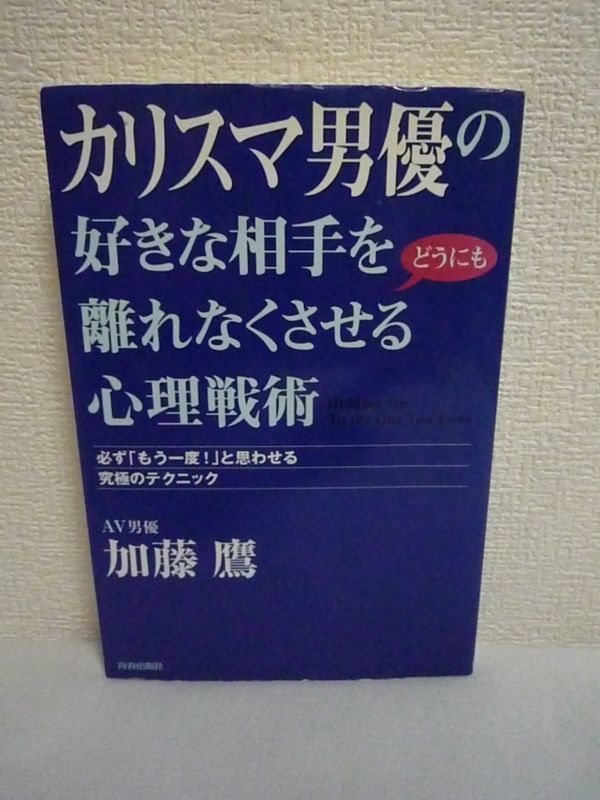 カリスマ男優の
好きな相手を
どうにも
離れなくさせる
心理戦術
Holding On
To the One You Love
必ず「もう一度！」と思わせる
究極のテクニック
AV男優
加藤 鷹
青春出版社